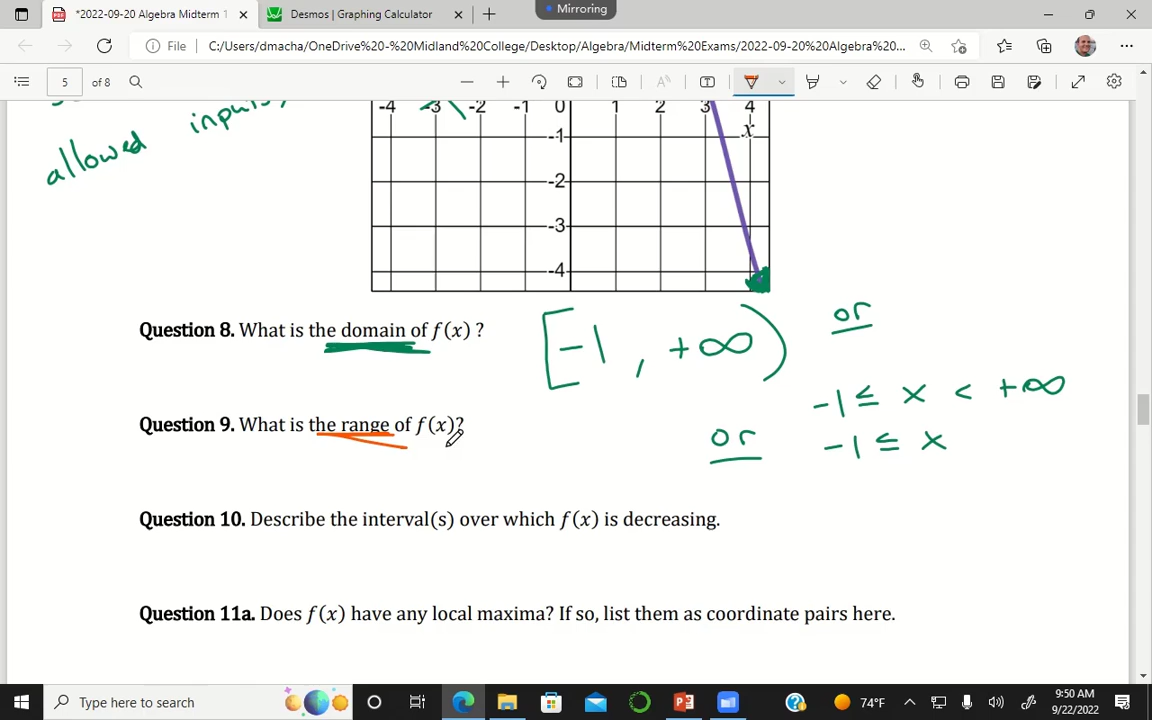 Mirroring
*2022-09-20 Algebra Midterm 1
Desmos | Graphing Calculator
File C:/Users/dmacha/OneDrive%20-%20Midland%20College/Desktop/Algebra/Midterm%20Exams/2022-09-20%20Algebra%20...
5 of 8
allowed inputs,
-4 -3 -2 -1 0 1 2 3 4
x
-1
-2
-3
-4
Question 8. What is the domain of f(x) ?
[-1, +∞) or
-1 ≤ x < +∞
Question 9. What is the range of f(x)?
or -1 ≤ x
Question 10. Describe the interval(s) over which f(x) is decreasing.
Question 11a. Does f(x) have any local maxima? If so, list them as coordinate pairs here.
Type here to search
74°F
9:50 AM
9/22/2022